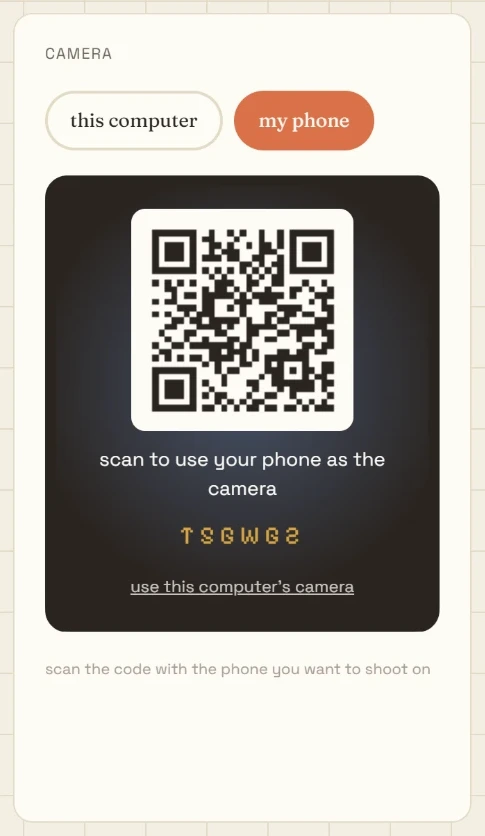 CAMERA
this computer
my phone
scan to use your phone as the
camera
use this computer's camera
scan the code with the phone you want to shoot on